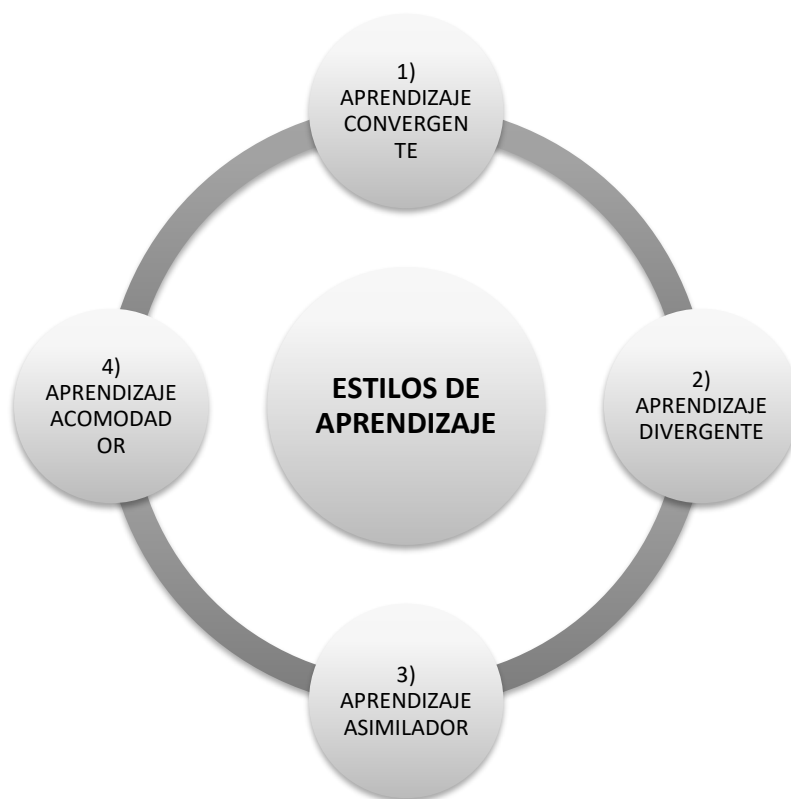 1)
APRENDIZAJE
CONVERGEN
TE
4)
APRENDIZAJE
ACOMODAD
OR
ESTILOS DE
APRENDIZAJE
2)
APRENDIZAJE
DIVERGENTE
3)
APRENDIZAJE
ASIMILADOR